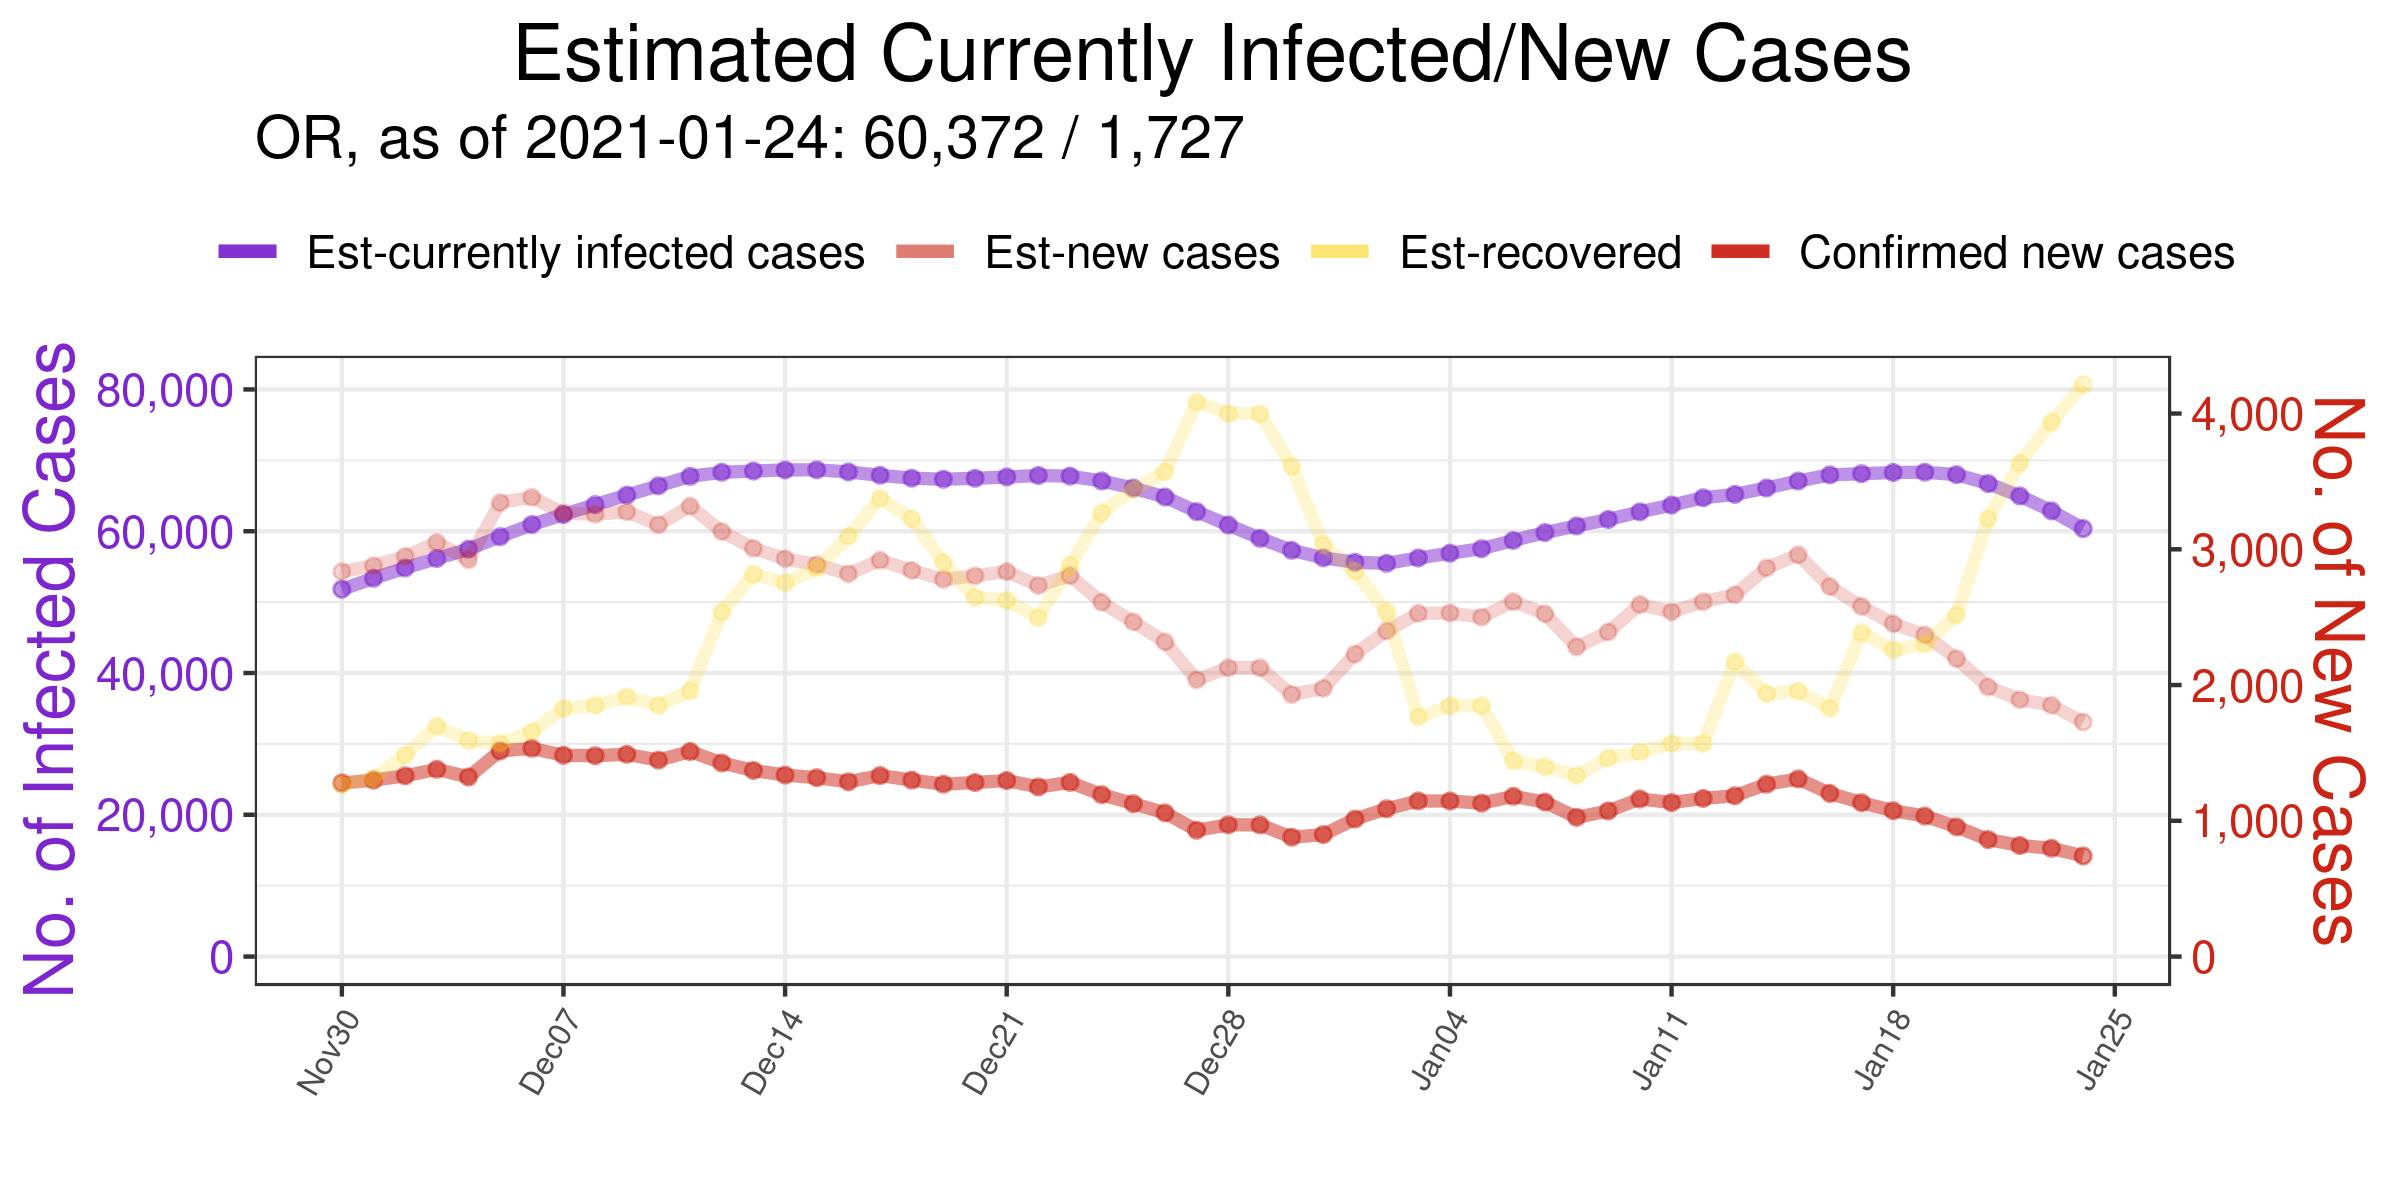 Estimated Currently Infected/New Cases
OR, as of 2021-01-24: 60,372 / 1,727
Est-currently infected cases Est-new cases Est-recovered Confirmed new cases
No. of Infected Cases
80,000
60,000
40,000
20,000
0
4,000
3,000
2,000
1,000
0
No. of New Cases
Nov30 Dec07 Dec14 Dec21 Dec28 Jan04 Jan11 Jan18 Jan25